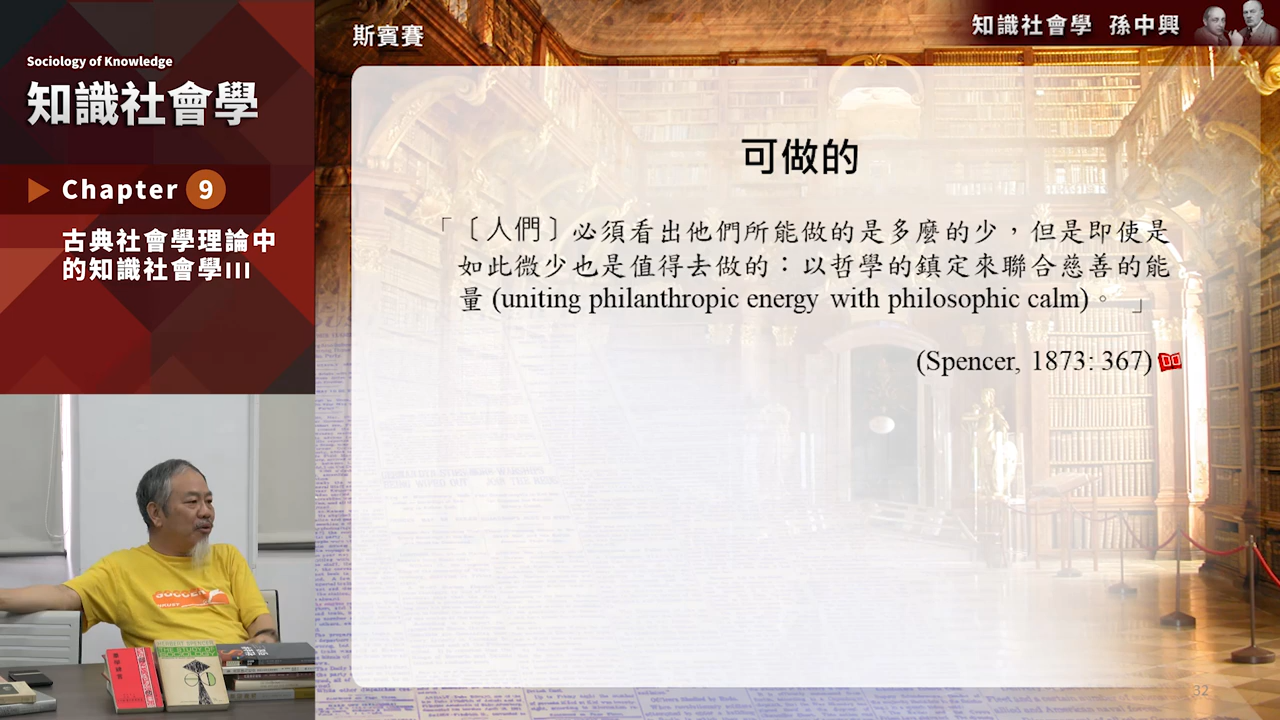 Sociology of Knowledge
知識社會學
Chapter 9
古典社會學理論中
的知識社會學III
斯賓賽
知識社會學 孫中興
可做的
「〔人們〕必須看出他們所能做的是多麼的少，但是即使是
如此微少也是值得去做的：以哲學的鎮定來聯合慈善的能
量 (uniting philanthropic energy with philosophic calm)。」
(Spencer, 1873: 367)
32
SOCCER
HERBERT SPENCER